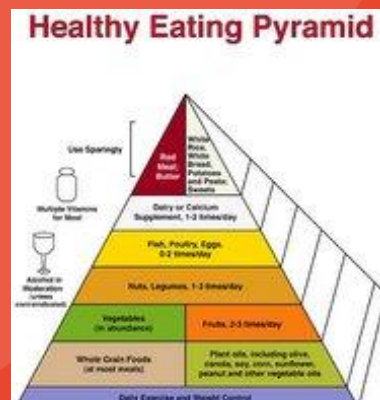 Healthy Eating Pyramid
Use Sparingly
Red
Meat;
Butter
White
Rice,
White
Bread,
Potatoes
and Pasta;
Sweets
Multiple Vitamins
for Most
Dairy or Calcium
Supplement, 1-2 times/day
Fish, Poultry, Eggs,
0-2 times/day
Alcohol in
Moderation
(unless
contraindicated)
Nuts, Legumes, 1-3 times/day
Vegetables
(in abundance)
Fruits, 2-3 times/day
Whole Grain Foods
(at most meals)
Plant oils, including olive,
canola, soy, corn, sunflower,
peanut and other vegetable oils
Daily Exercise and Weight Control